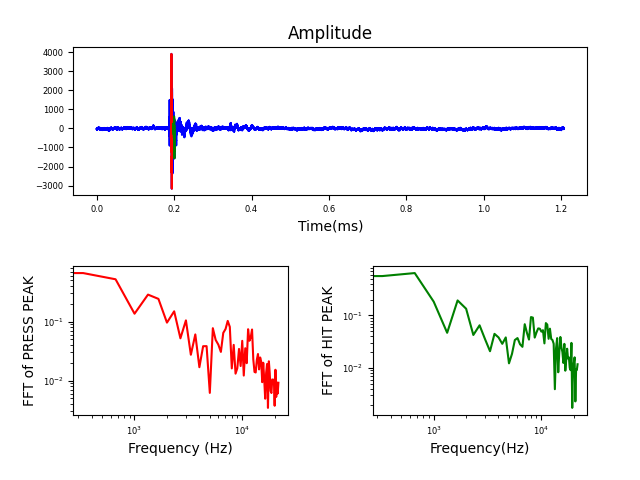 Amplitude
4000
3000
2000
1000
0
−1000
−2000
−3000
0.0 0.2 0.4 0.6 0.8 1.0 1.2
Time(ms)
FFT of PRESS PEAK
10⁻¹
10⁻²
10³ 10⁴
Frequency (Hz)
FFT of HIT PEAK
10⁻¹
10⁻²
10³ 10⁴
Frequency(Hz)